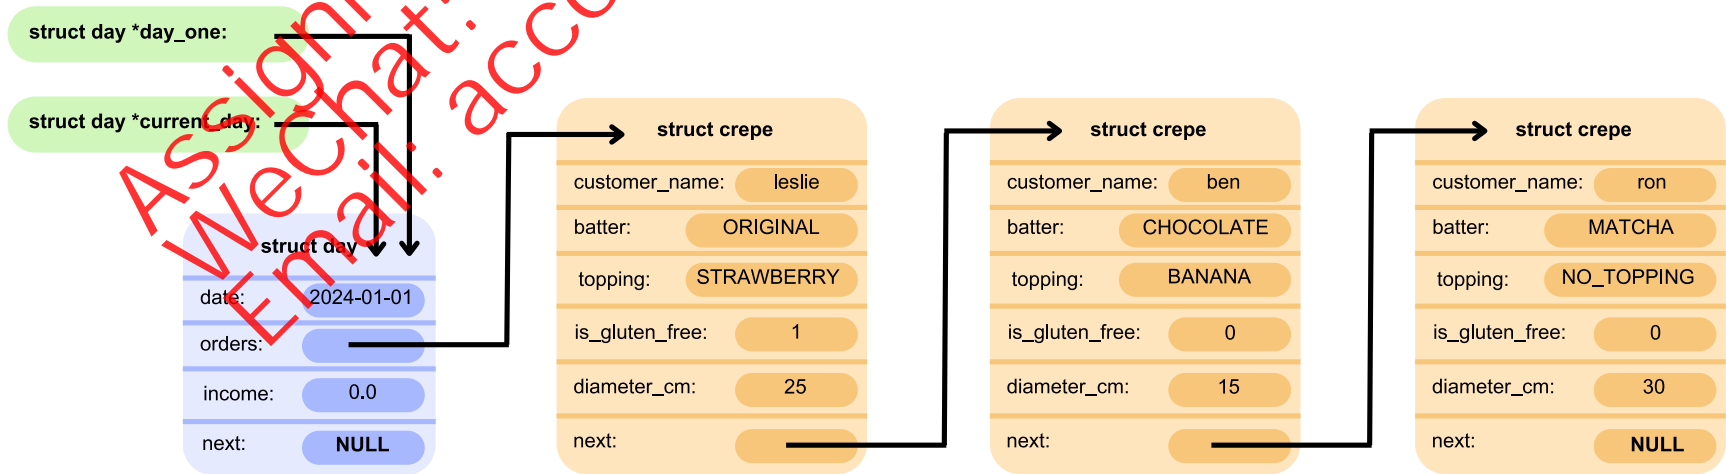 struct day *day_one:
struct day *current_day:
struct day
date: 2024-01-01
orders:
income: 0.0
next: NULL
struct crepe
customer_name: leslie
batter: ORIGINAL
topping: STRAWBERRY
is_gluten_free: 1
diameter_cm: 25
next:
struct crepe
customer_name: ben
batter: CHOCOLATE
topping: BANANA
is_gluten_free: 0
diameter_cm: 15
next:
struct crepe
customer_name: ron
batter: MATCHA
topping: NO_TOPPING
is_gluten_free: 0
diameter_cm: 30
next: NULL
WeChat:
Email: